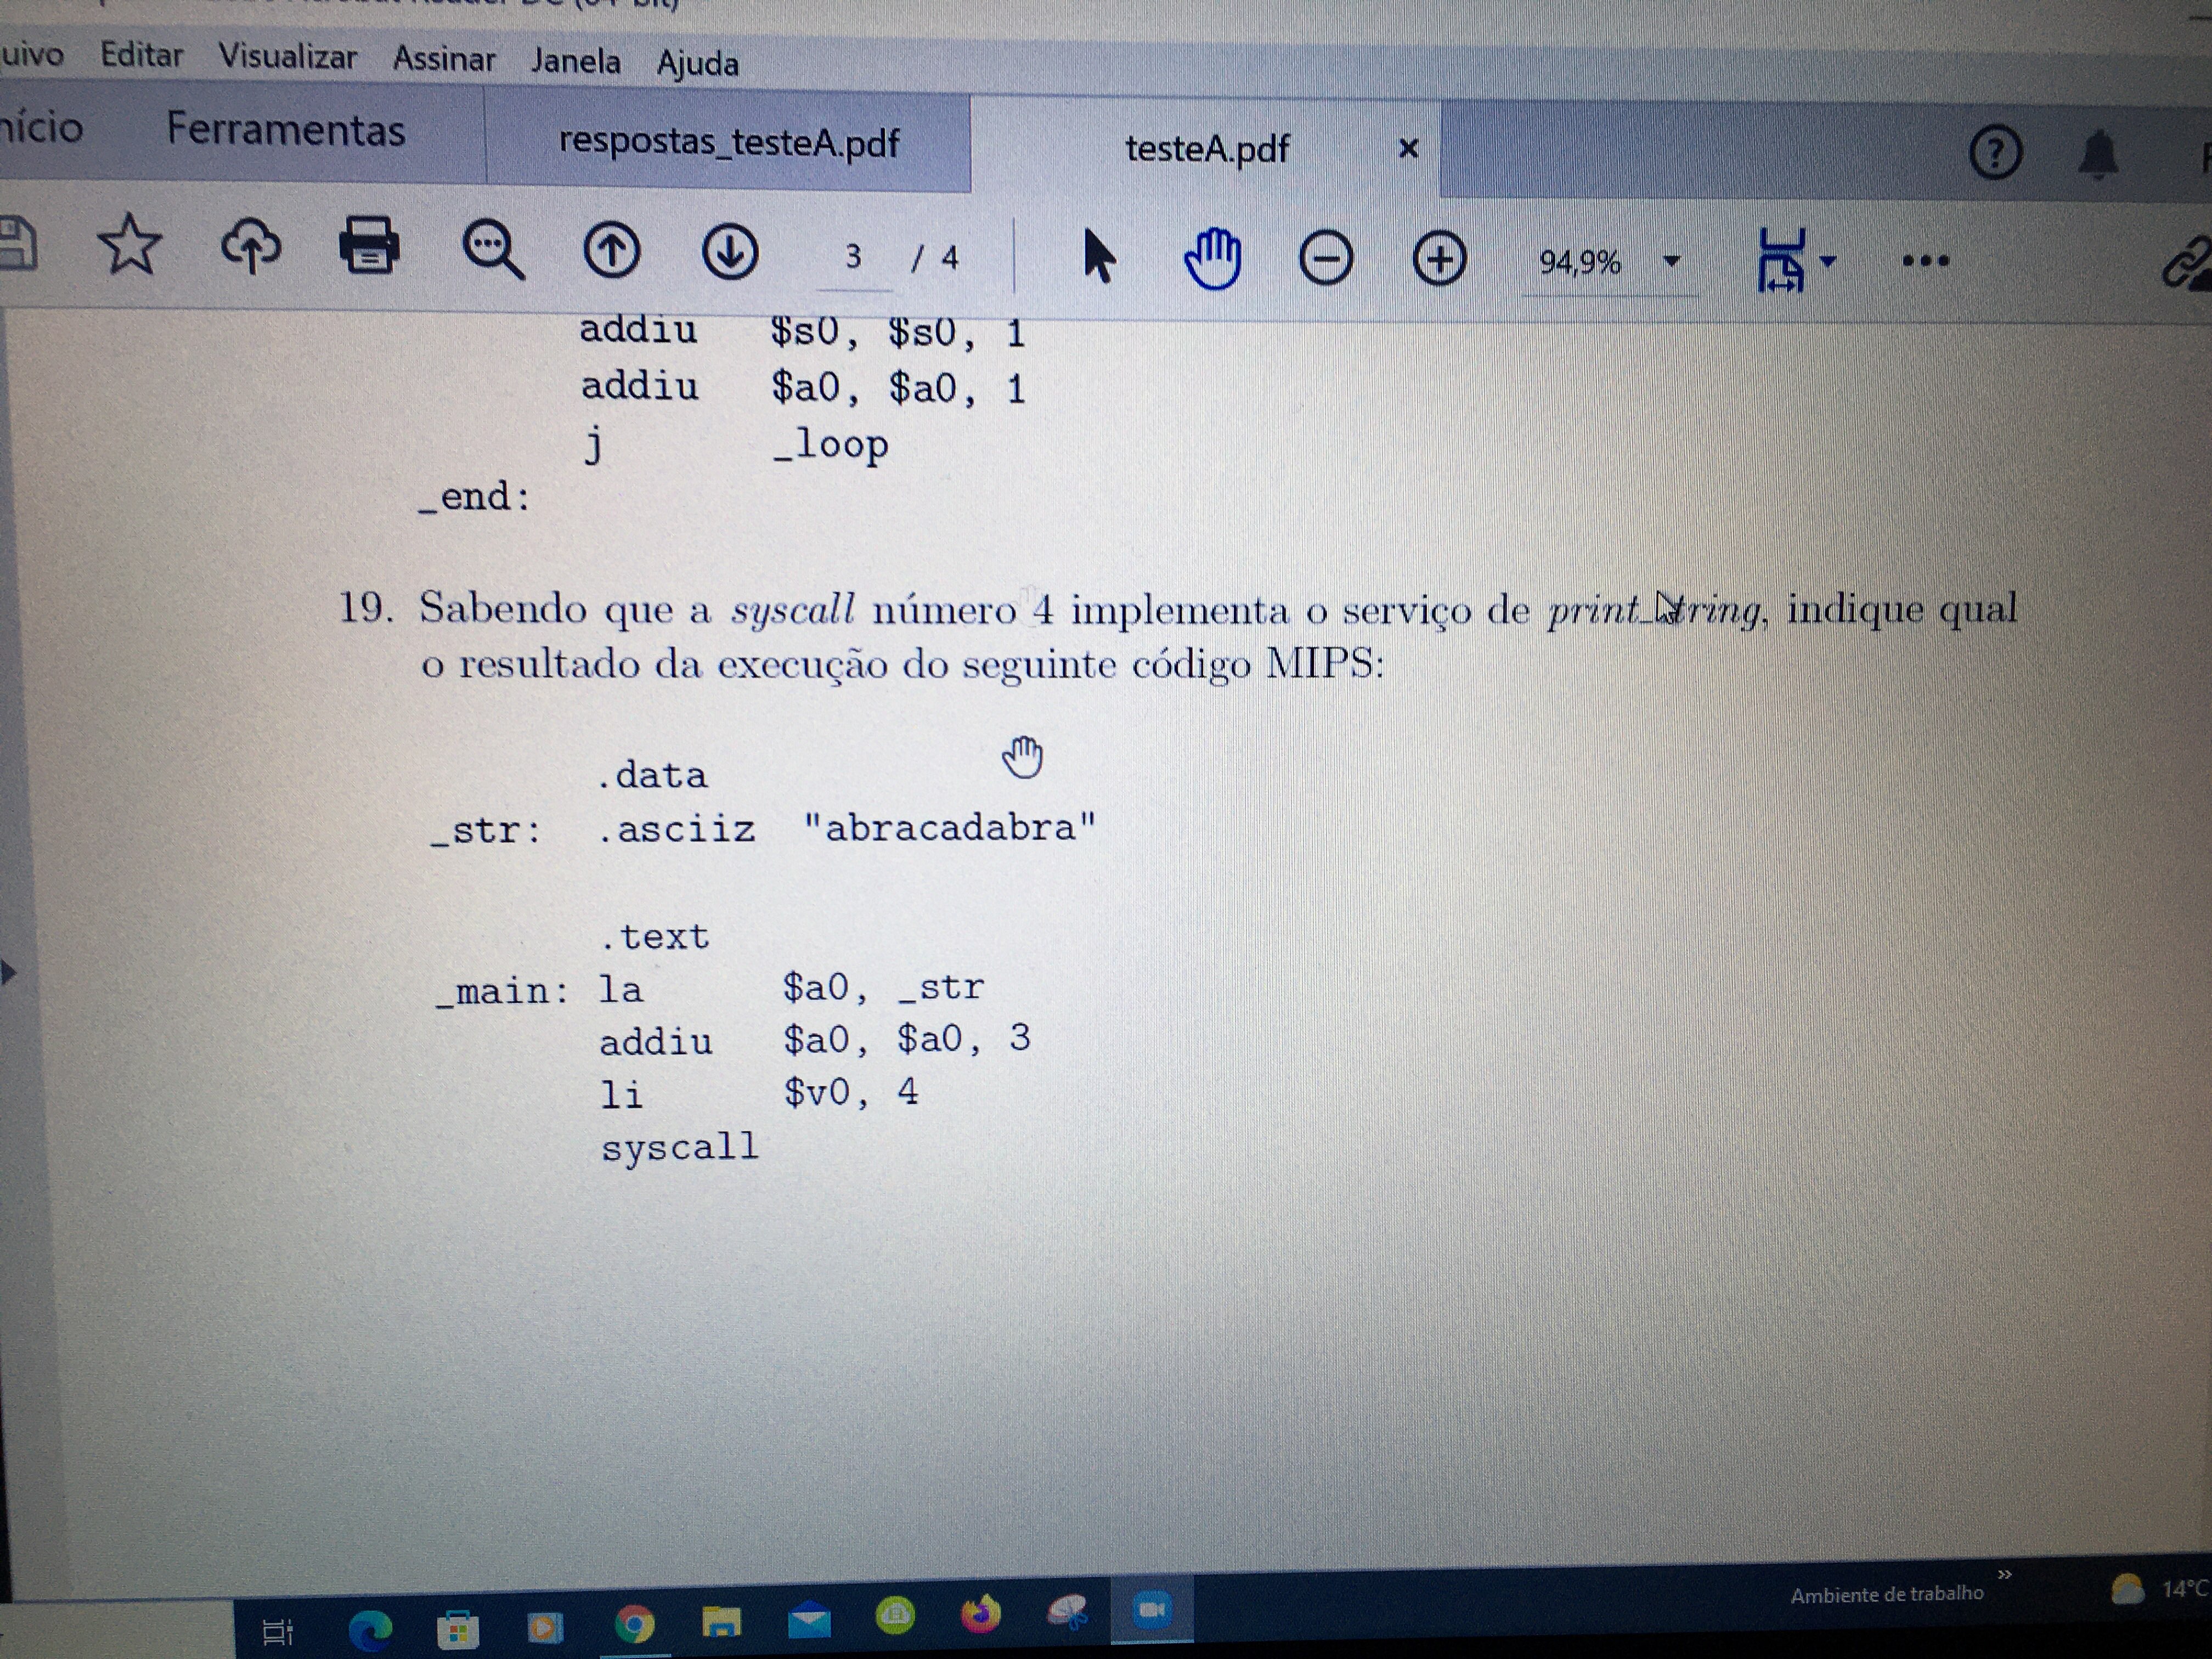 Editar Visualizar Assinar Janela Ajuda
Ferramentas respostas_testeA.pdf testeA.pdf
3 / 4 94,9%
addiu $s0, $s0, 1
addiu $a0, $a0, 1
j _loop
_end:
19. Sabendo que a syscall número 4 implementa o serviço de print_string, indique qual
o resultado da execução do seguinte código MIPS:
.data
_str: .asciiz "abracadabra"
.text
_main: la $a0, _str
addiu $a0, $a0, 3
li $v0, 4
syscall
Ambiente de trabalho » 14°C